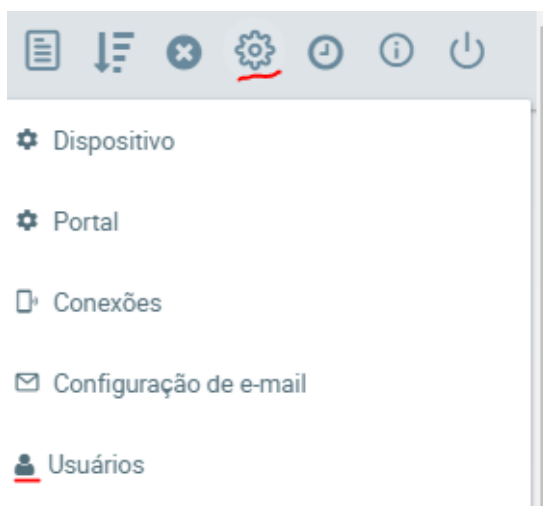 Dispositivo
Portal
Conexões
Configuração de e-mail
Usuários